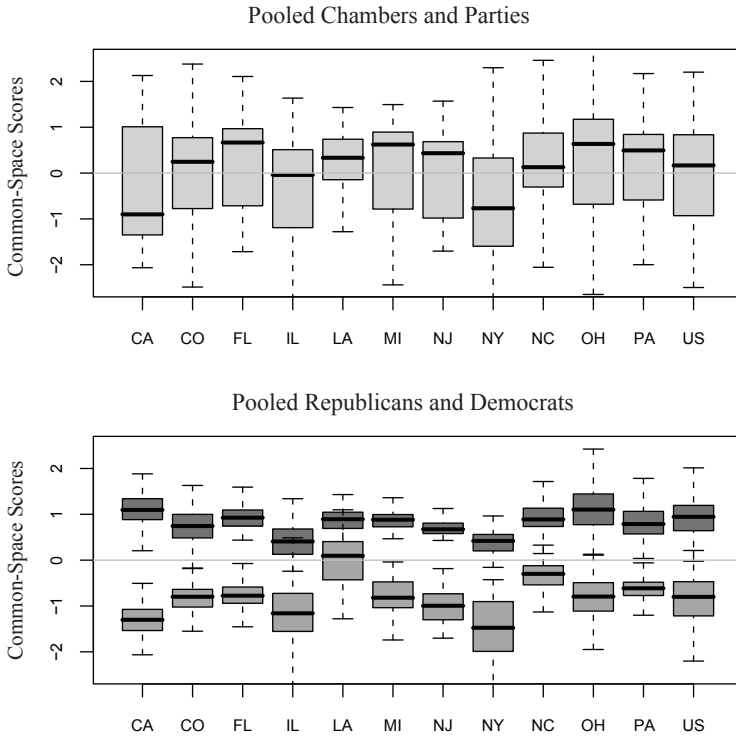 Pooled Chambers and Parties
Common-Space Scores
2
1
0
−1
−2
CA CO FL IL LA MI NJ NY NC OH PA US
Pooled Republicans and Democrats
Common-Space Scores
2
1
0
−1
−2
CA CO FL IL LA MI NJ NY NC OH PA US